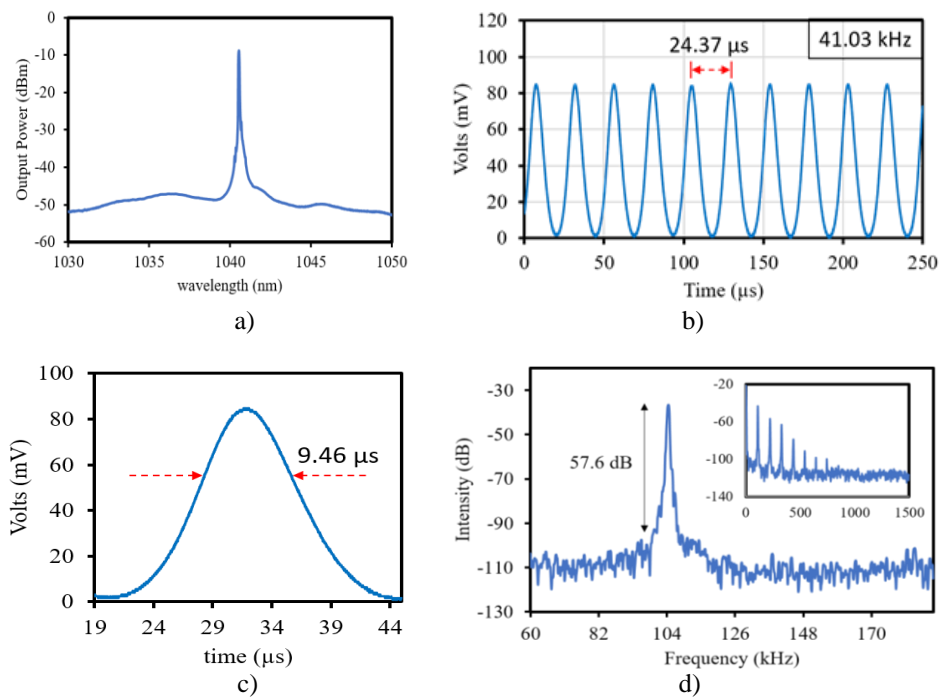 0
-10
-20
-30
-40
-50
-60
Output Power (dBm)
1030 1035 1040 1045 1050
wavelength (nm)
a)
120
100
80
60
40
20
0
Volts (mV)
24.37 µs
41.03 kHz
0 50 100 150 200 250
Time (µs)
b)
100
80
60
40
20
0
Volts (mV)
9.46 µs
19 24 29 34 39 44
time (µs)
c)
-30
-50
-70
-90
-110
-130
Intensity (dB)
57.6 dB
-20
-60
-100
-140
0 500 1000 1500
60 82 104 126 148 170
Frequency (kHz)
d)